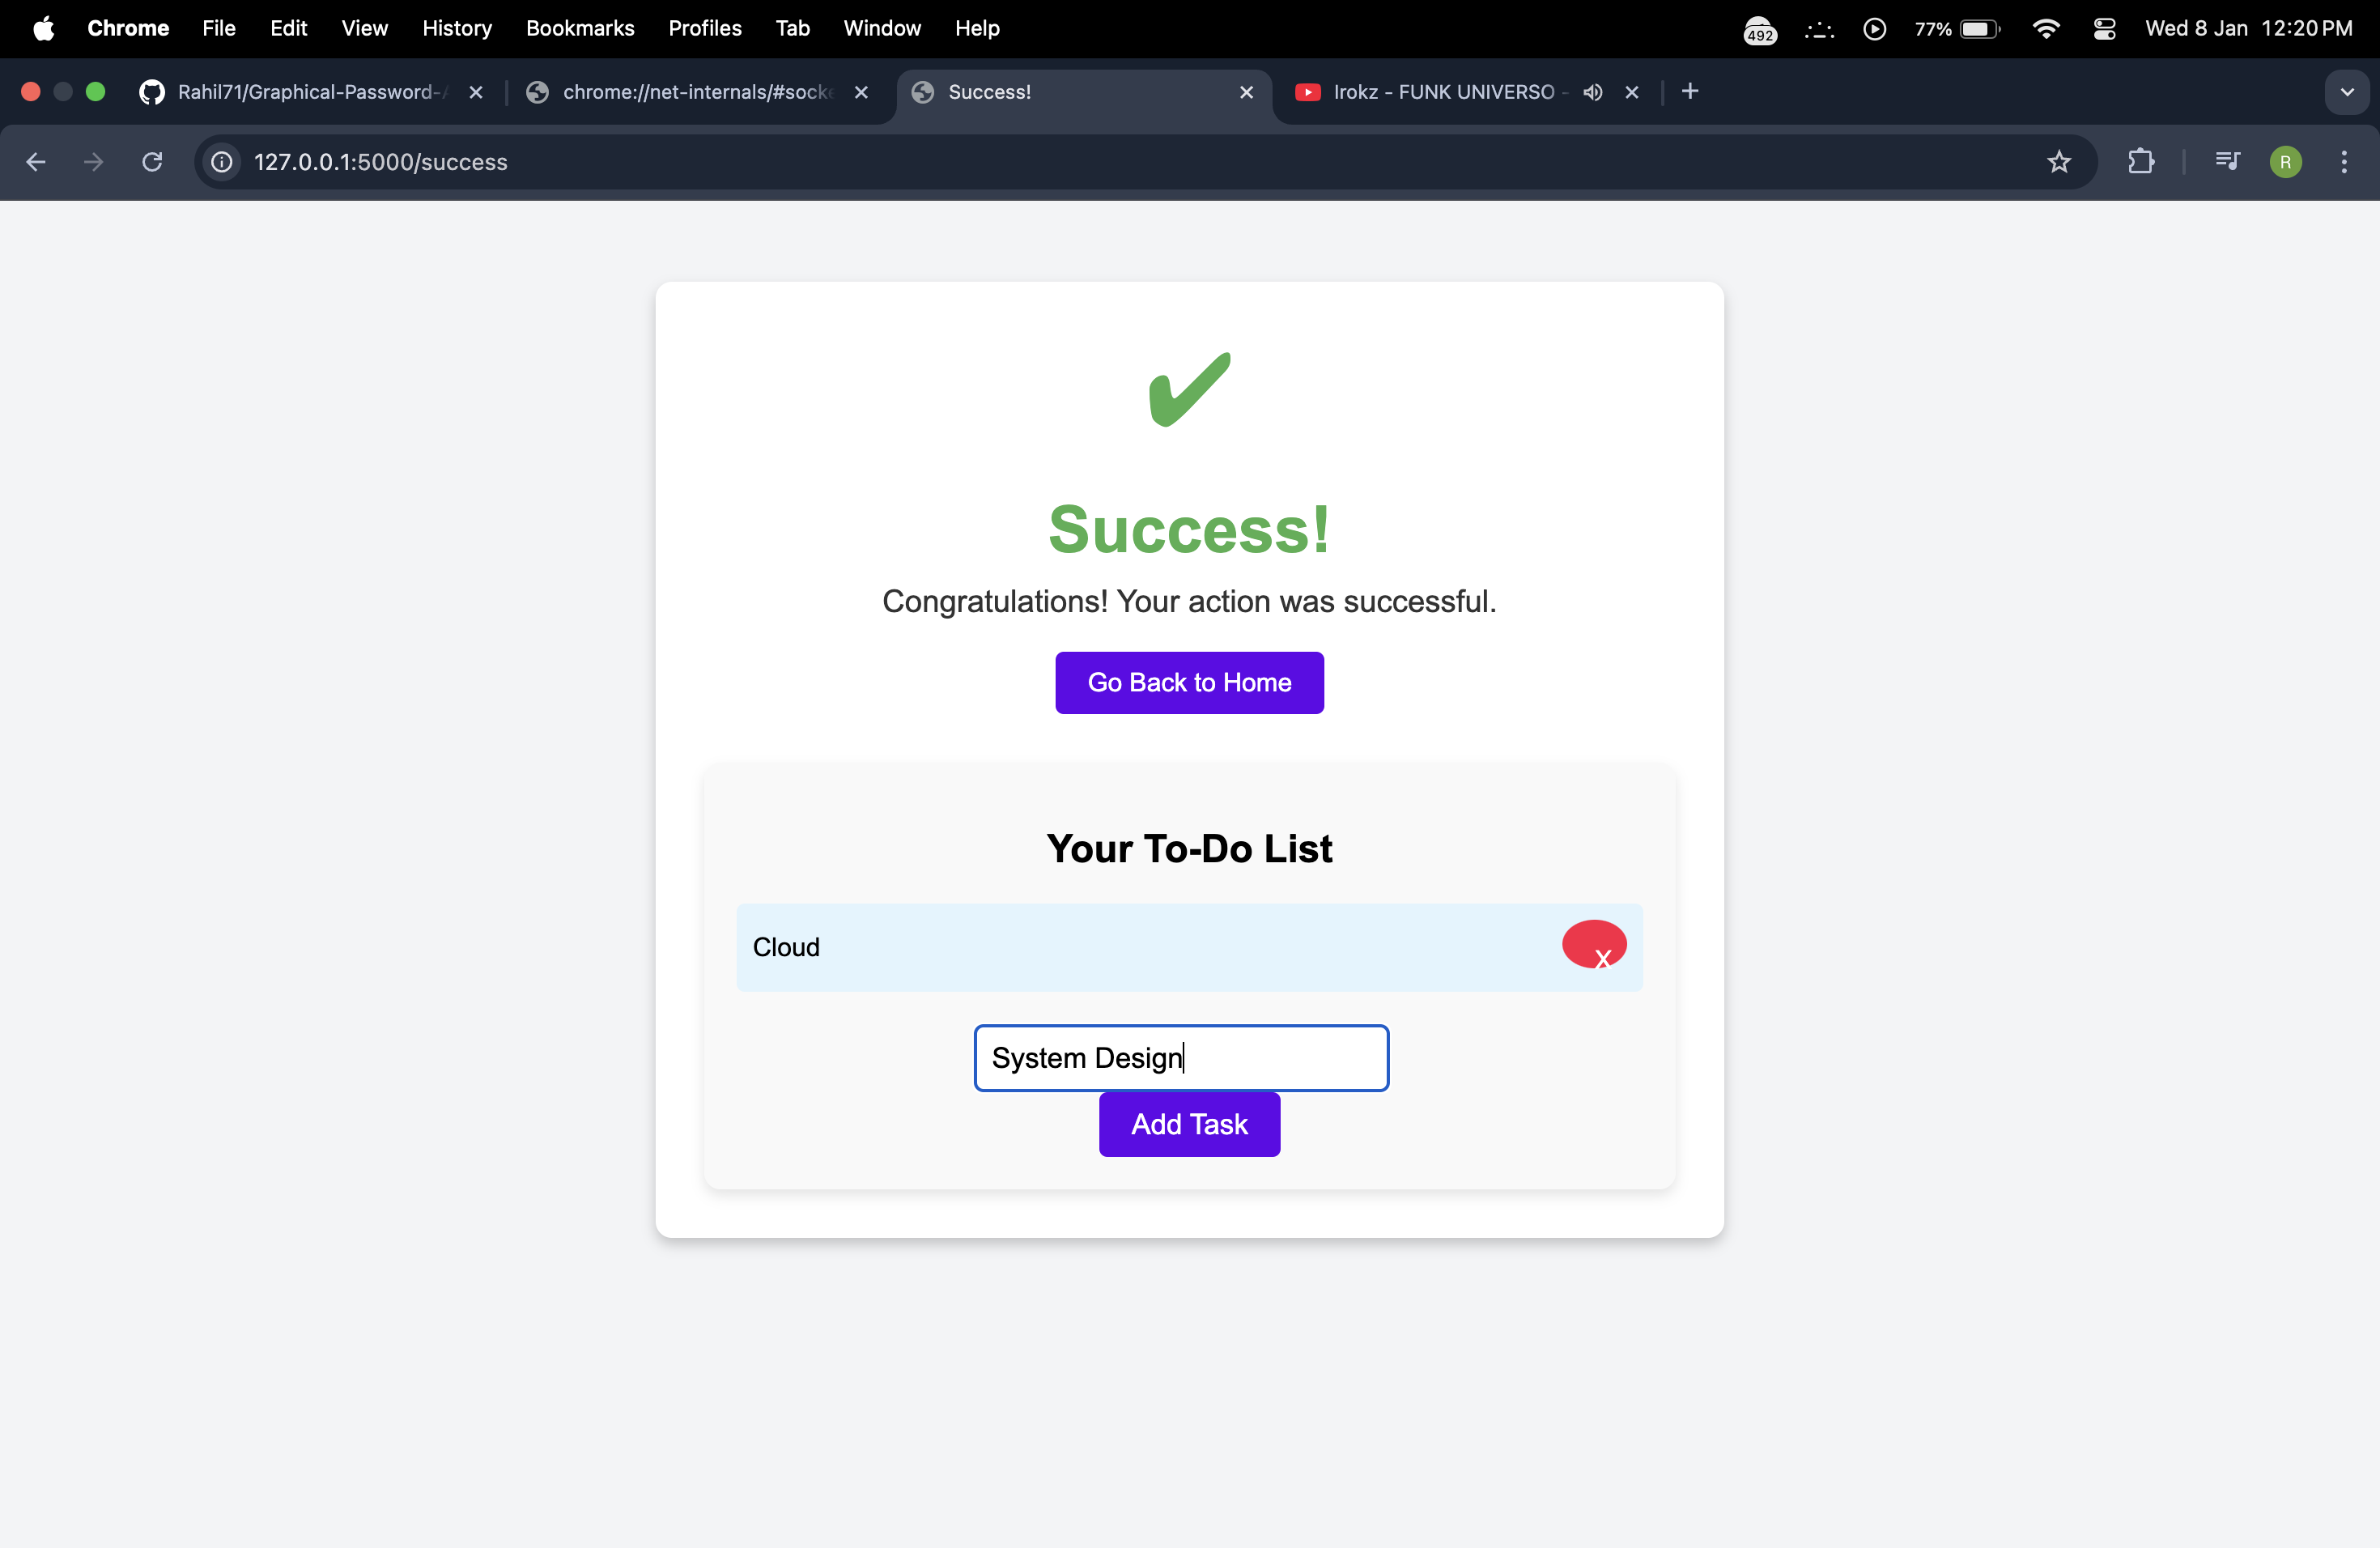 Chrome File Edit View History Bookmarks Profiles Tab Window Help 492 77% Wed 8 Jan 12:20 PM
Rahil71/Graphical-Password- chrome://net-internals/#sock Success! Irokz - FUNK UNIVERSO -
127.0.0.1:5000/success R
✔
Success!
Congratulations! Your action was successful.
Go Back to Home
Your To-Do List
Cloud X
System Design
Add Task